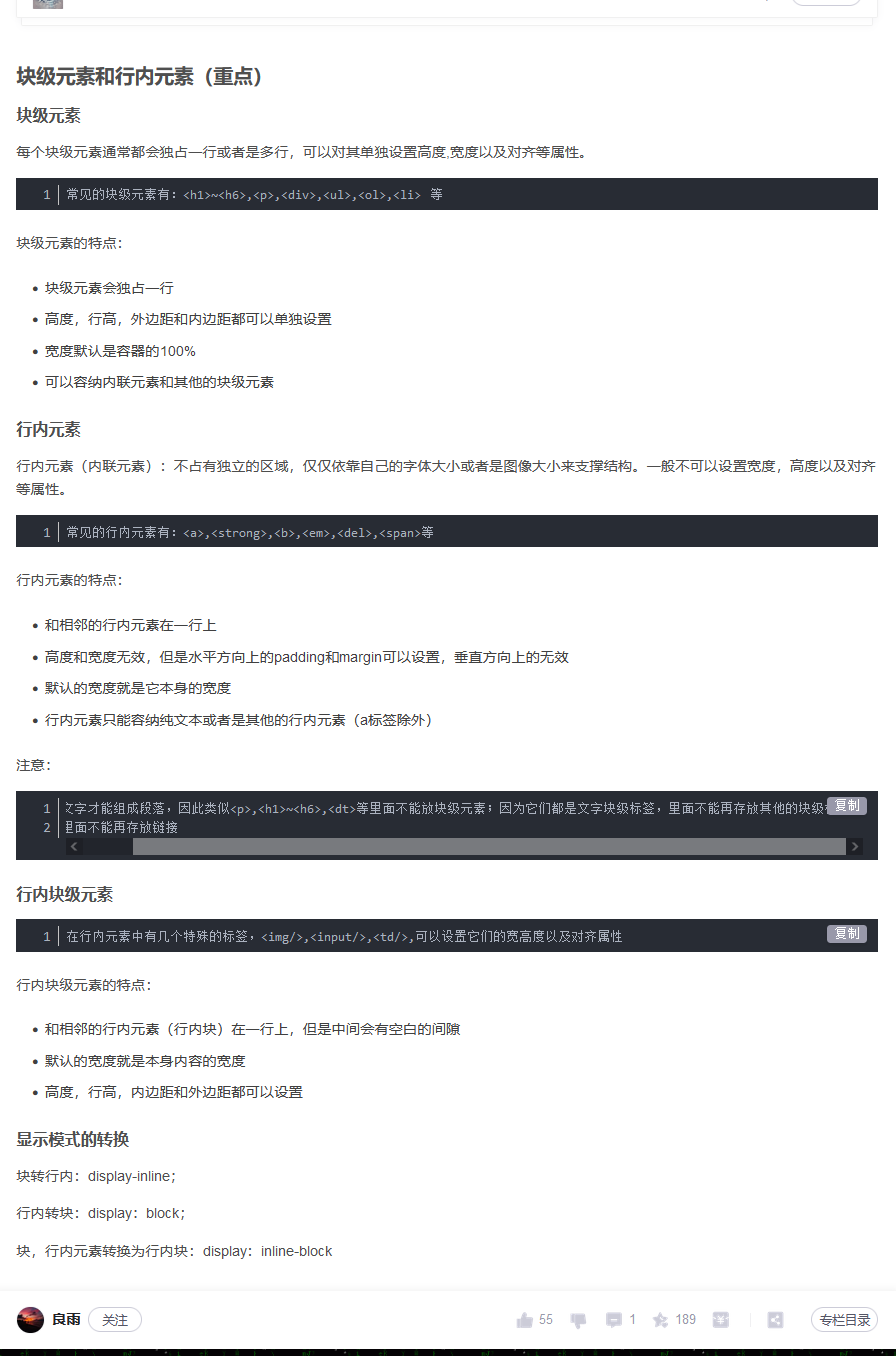 块级元素和行内元素（重点）
块级元素
每个块级元素通常都会独占一行或者是多行，可以对其单独设置高度,宽度以及对齐等属性。
1 常见的块级元素有：<h1>~<h6>,<p>,<div>,<ul>,<ol>,<li> 等
块级元素的特点：
• 块级元素会独占一行
• 高度，行高，外边距和内边距都可以单独设置
• 宽度默认是容器的100%
• 可以容纳内联元素和其他的块级元素
行内元素
行内元素（内联元素）：不占有独立的区域，仅仅依靠自己的字体大小或者是图像大小来支撑结构。一般不可以设置宽度，高度以及对齐
等属性。
1 常见的行内元素有：<a>,<strong>,<b>,<em>,<del>,<span>等
行内元素的特点：
• 和相邻的行内元素在一行上
• 高度和宽度无效，但是水平方向上的padding和margin可以设置，垂直方向上的无效
• 默认的宽度就是它本身的宽度
• 行内元素只能容纳纯文本或者是其他的行内元素（a标签除外）
注意：
1 文字才能组成段落，因此类似<p>,<h1>~<h6>,<dt>等里面不能放块级元素；因为它们都是文字块级标签，里面不能再存放其他的块级 复制
2 里面不能再存放链接
行内块级元素
1 在行内元素中有几个特殊的标签，<img/>,<input/>,<td/>,可以设置它们的宽高度以及对齐属性 复制
行内块级元素的特点：
• 和相邻的行内元素（行内块）在一行上，但是中间会有空白的间隙
• 默认的宽度就是本身内容的宽度
• 高度，行高，内边距和外边距都可以设置
显示模式的转换
块转行内：display-inline；
行内转块：display：block；
块，行内元素转换为行内块：display：inline-block
良雨 关注 55 1 189 专栏目录